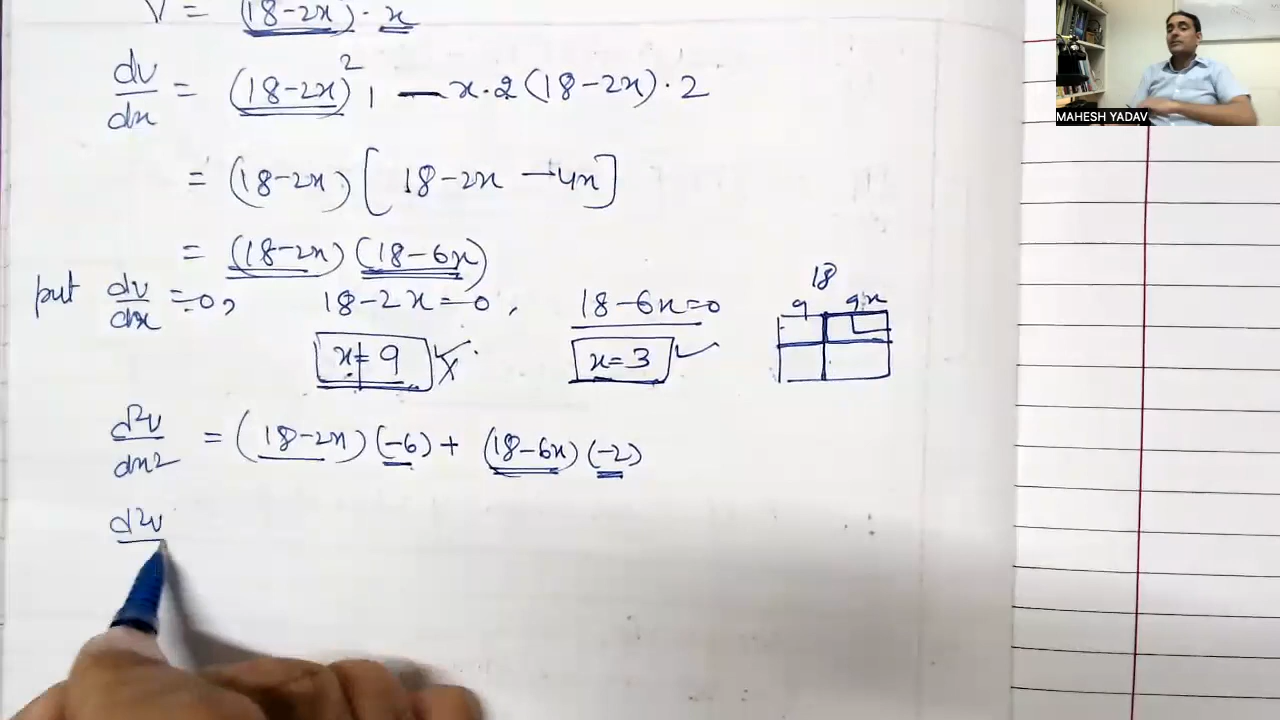 V = (18-2x) · x
dv/dx = (18-2x)² 1 - x·2(18-2x)·2
= (18-2x) [18-2x - 4x]
= (18-2x) (18-6x)
put dv/dx = 0, 18-2x=0, 18-6x=0
x=9 x x=3 ✓
18
9 9 x
d²v/dx² = (18-2x)(-6) + (18-6x)(-2)
d²v
MAHESH YADAV